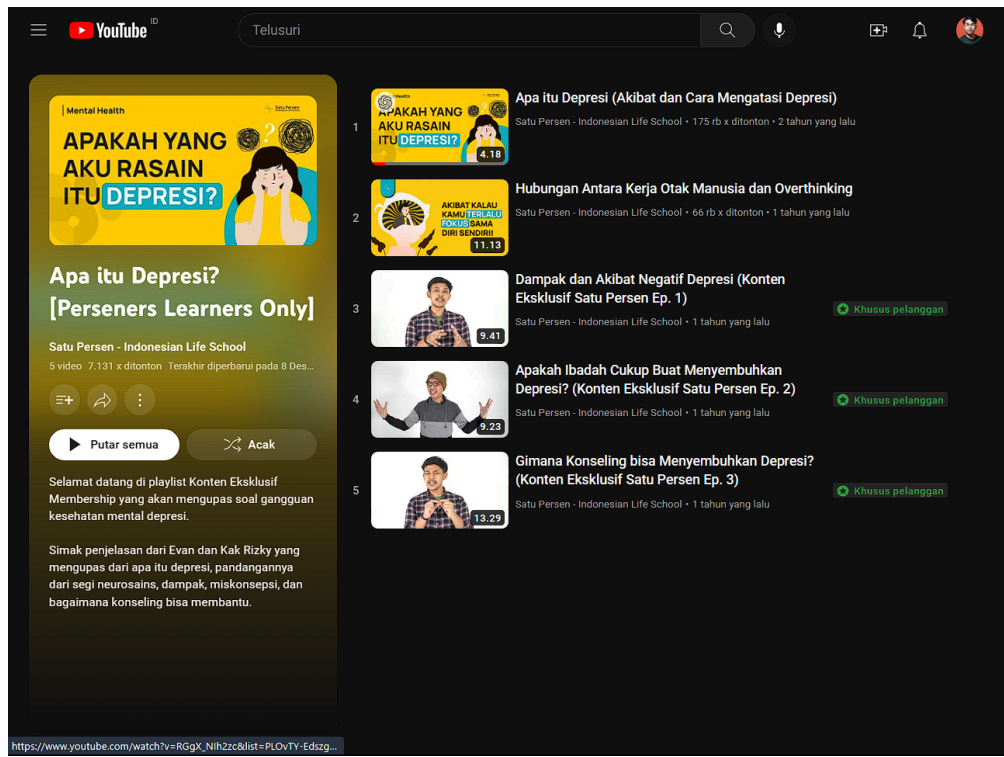 YouTube ID
Telusuri
Mental Health
Satu Persen
APAKAH YANG
AKU RASAIN
ITU DEPRESI?
Apa itu Depresi?
[Perseners Learners Only]
Satu Persen - Indonesian Life School
5 video 7.131 x ditonton Terakhir diperbarui pada 8 Des...
Putar semua
Acak
Selamat datang di playlist Konten Eksklusif
Membership yang akan mengupas soal gangguan
kesehatan mental depresi.
Simak penjelasan dari Evan dan Kak Rizky yang
mengupas dari apa itu depresi, pandangannya
dari segi neurosains, dampak, miskonsepsi, dan
bagaimana konseling bisa membantu.
1
APAKAH YANG
AKU RASAIN
ITU DEPRESI?
4.18
Apa itu Depresi (Akibat dan Cara Mengatasi Depresi)
Satu Persen - Indonesian Life School • 175 rb x ditonton • 2 tahun yang lalu
2
AKIBAT KALAU
KAMU TERLALU
FOKUS SAMA
DIRI SENDIRI!
11.13
Hubungan Antara Kerja Otak Manusia dan Overthinking
Satu Persen - Indonesian Life School • 66 rb x ditonton • 1 tahun yang lalu
3
9.41
Dampak dan Akibat Negatif Depresi (Konten
Eksklusif Satu Persen Ep. 1)
Satu Persen - Indonesian Life School • 1 tahun yang lalu
Khusus pelanggan
4
9.23
Apakah Ibadah Cukup Buat Menyembuhkan
Depresi? (Konten Eksklusif Satu Persen Ep. 2)
Satu Persen - Indonesian Life School • 1 tahun yang lalu
Khusus pelanggan
5
13.29
Gimana Konseling bisa Menyembuhkan Depresi?
(Konten Eksklusif Satu Persen Ep. 3)
Satu Persen - Indonesian Life School • 1 tahun yang lalu
Khusus pelanggan
https://www.youtube.com/watch?v=RGgX_NIh2zc&list=PLOvTY-Edszg...